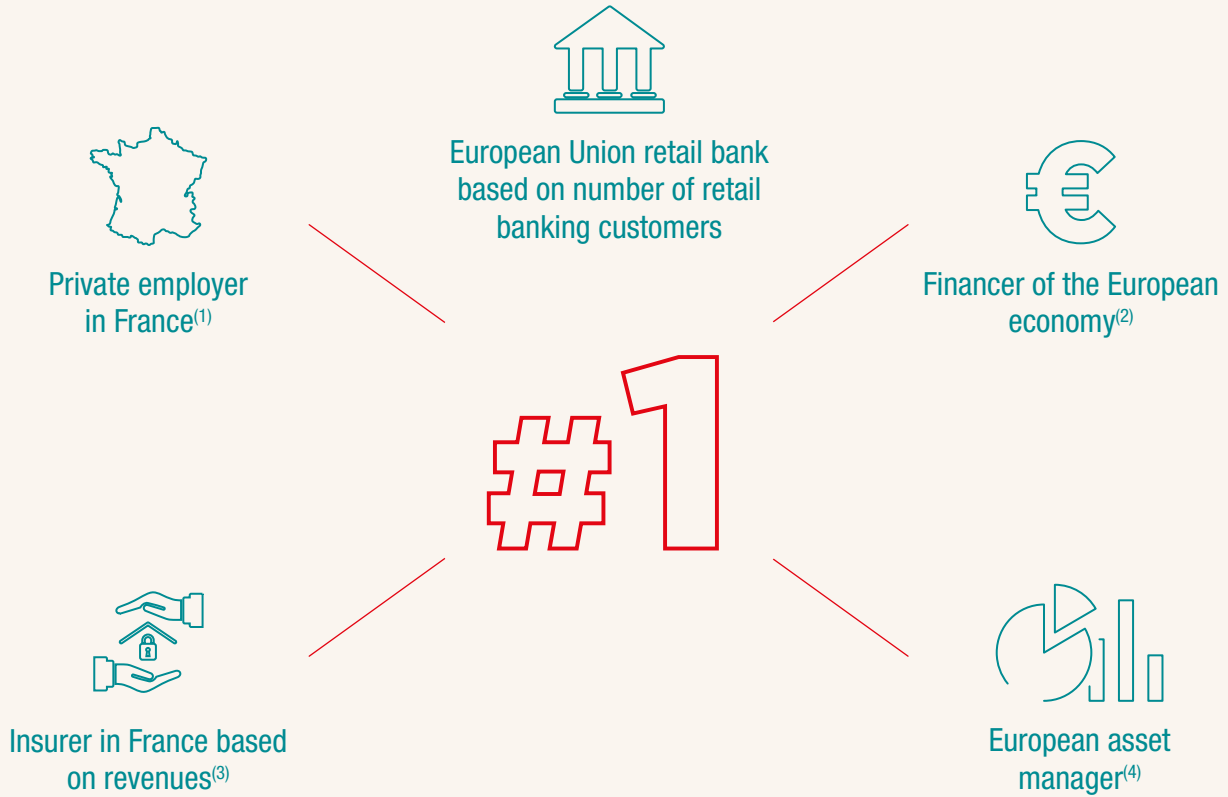 European Union retail bank
based on number of retail
banking customers
Private employer
in France(1)
Financer of the European
economy(2)
#1
Insurer in France based
on revenues(3)
European asset
manager(4)